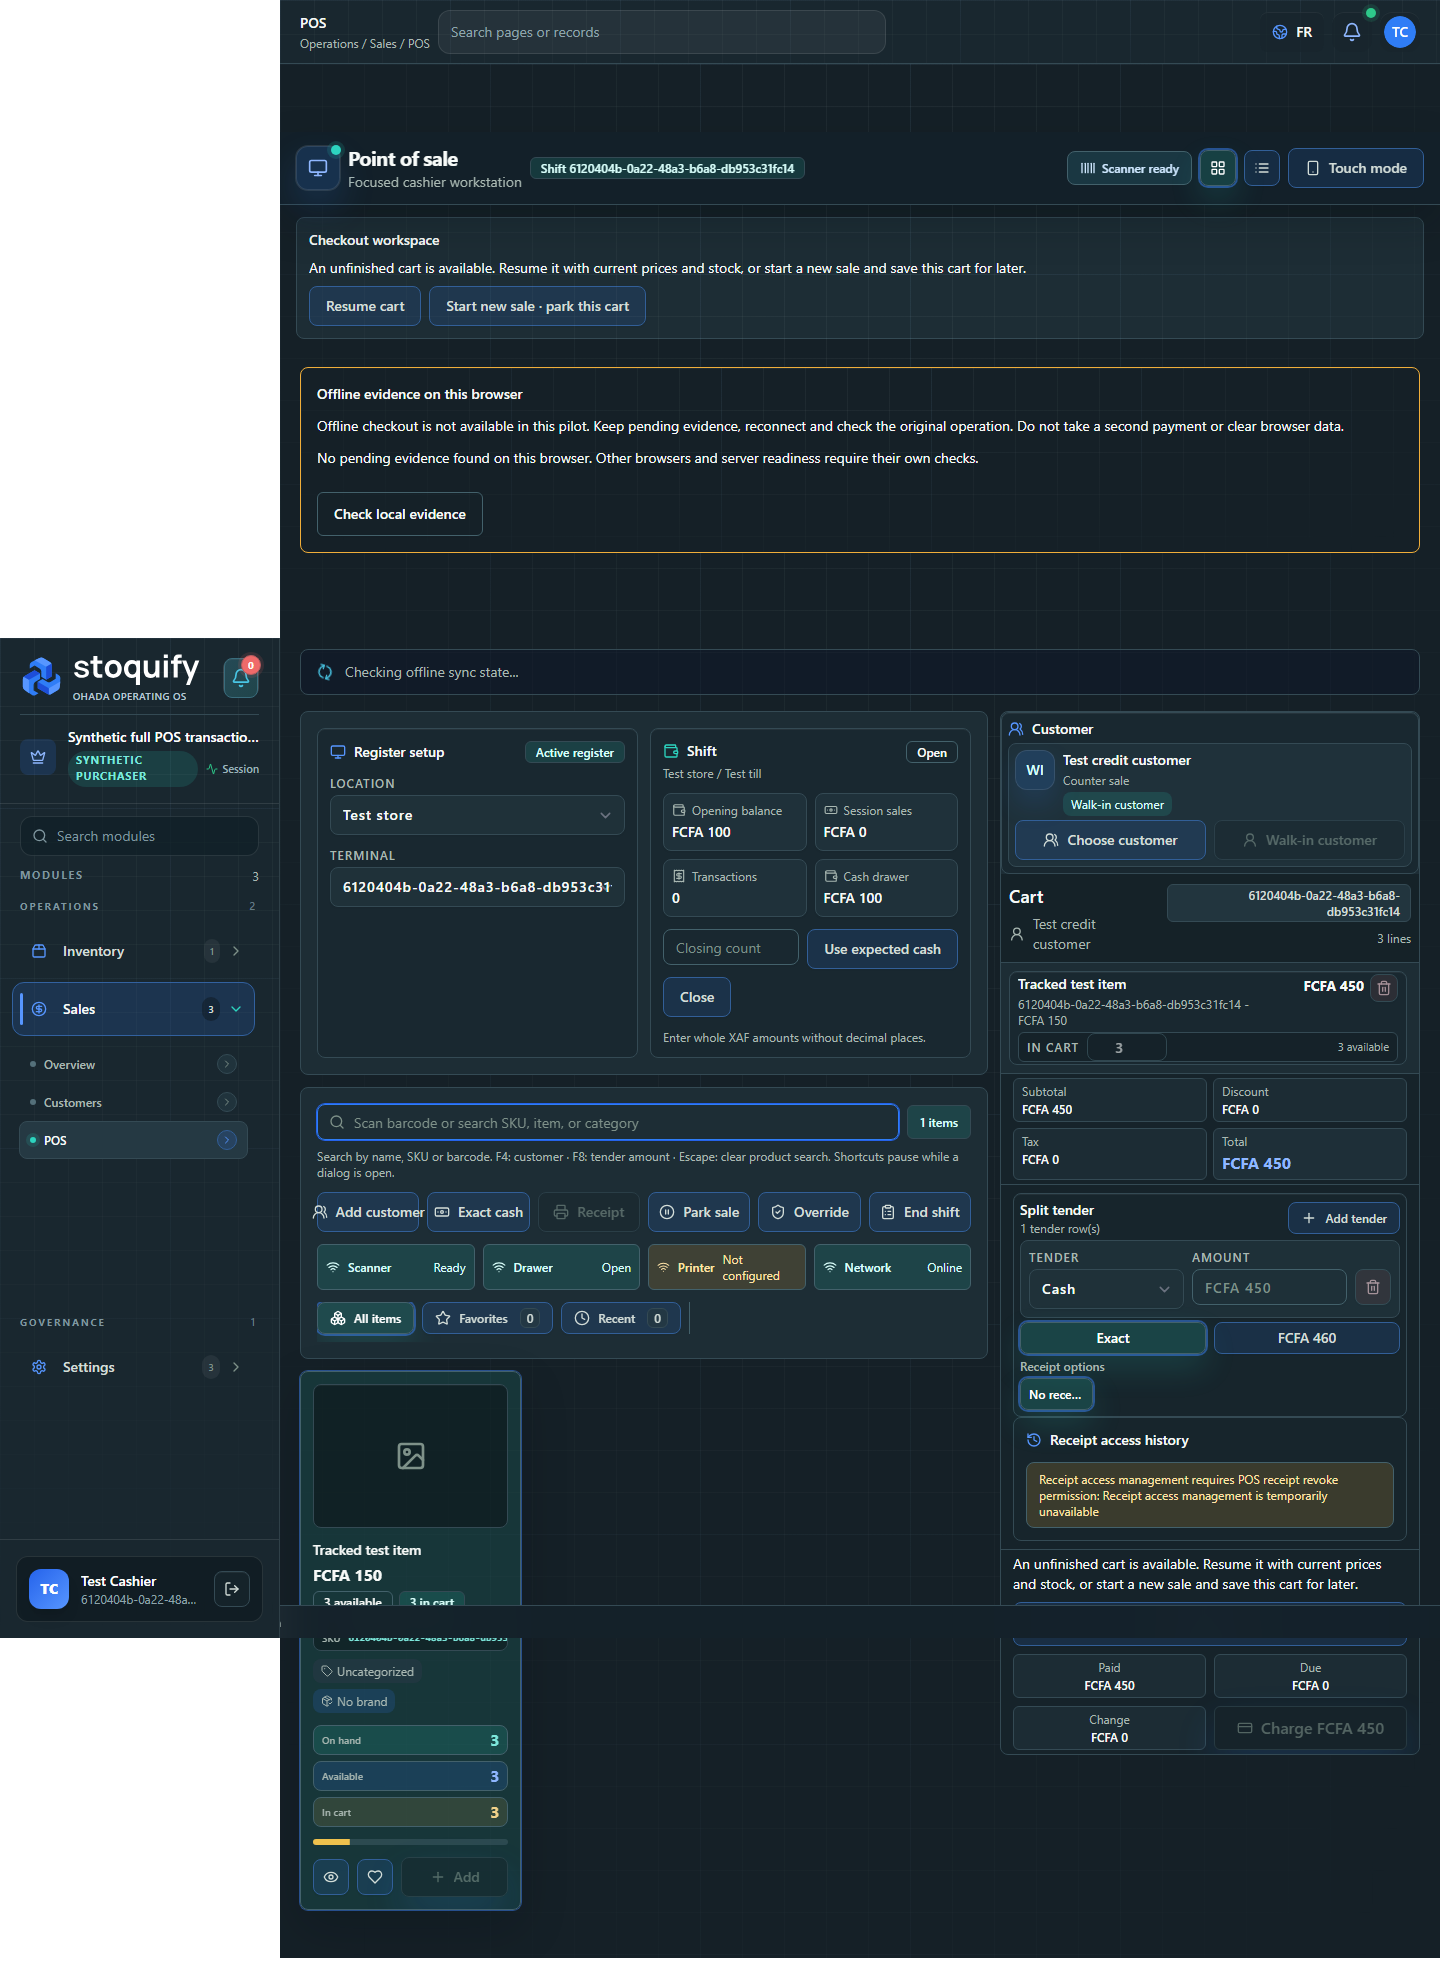 POS
Operations / Sales / POS
Search pages or records
FR
TC
Point of sale
Focused cashier workstation
Shift 6120404b-0a22-48a3-b6a8-db953c31fc14
Scanner ready
Touch mode
Checkout workspace
An unfinished cart is available. Resume it with current prices and stock, or start a new sale and save this cart for later.
Resume cart
Start new sale · park this cart
Offline evidence on this browser
Offline checkout is not available in this pilot. Keep pending evidence, reconnect and check the original operation. Do not take a second payment or clear browser data.
No pending evidence found on this browser. Other browsers and server readiness require their own checks.
Check local evidence
stoquify
OHADA OPERATING OS
0
Synthetic full POS transactio...
SYNTHETIC
PURCHASER
Session
Search modules
MODULES
3
OPERATIONS
2
Inventory
1
Sales
3
Overview
Customers
POS
GOVERNANCE
1
Settings
3
TC
Test Cashier
6120404b-0a22-48a...
Checking offline sync state...
Register setup
Active register
LOCATION
Test store
TERMINAL
6120404b-0a22-48a3-b6a8-db953c31
Shift
Open
Test store / Test till
Opening balance
FCFA 100
Session sales
FCFA 0
Transactions
0
Cash drawer
FCFA 100
Closing count
Use expected cash
Close
Enter whole XAF amounts without decimal places.
Scan barcode or search SKU, item, or category
1 items
Search by name, SKU or barcode. F4: customer · F8: tender amount · Escape: clear product search. Shortcuts pause while a
dialog is open.
Add customer
Exact cash
Receipt
Park sale
Override
End shift
Scanner
Ready
Drawer
Open
Printer
Not
configured
Network
Online
All items
Favorites
0
Recent
0
Tracked test item
FCFA 150
3 available
3 in cart
SKU
6120404b-0a22-48a3-b6a8-db953
Uncategorized
No brand
On hand
3
Available
3
In cart
3
Add
Customer
WI
Test credit customer
Counter sale
Walk-in customer
Choose customer
Walk-in customer
Cart
6120404b-0a22-48a3-b6a8-
db953c31fc14
Test credit
customer
3 lines
Tracked test item
FCFA 450
6120404b-0a22-48a3-b6a8-db953c31fc14 -
FCFA 150
IN CART
3
3 available
Subtotal
FCFA 450
Discount
FCFA 0
Tax
FCFA 0
Total
FCFA 450
Split tender
1 tender row(s)
Add tender
TENDER
Cash
AMOUNT
FCFA 450
Exact
FCFA 460
Receipt options
No rece...
Receipt access history
Receipt access management requires POS receipt revoke
permission: Receipt access management is temporarily
unavailable
An unfinished cart is available. Resume it with current prices
and stock, or start a new sale and save this cart for later.
Paid
FCFA 450
Due
FCFA 0
Change
FCFA 0
Charge FCFA 450